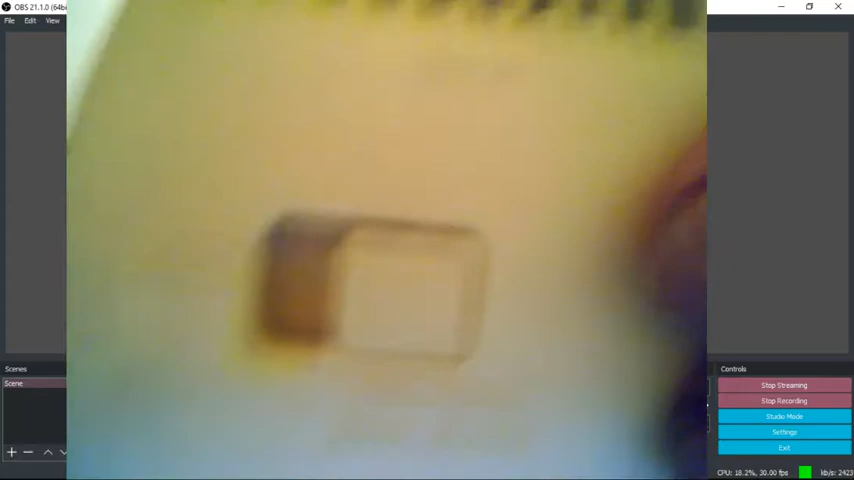 OBS 21.1.0 (64bi
File Edit View
Scenes
Scene
Controls
Stop Streaming
Stop Recording
Studio Mode
Settings
Exit
CPU: 18.2%, 30.00 fps kb/s: 2423